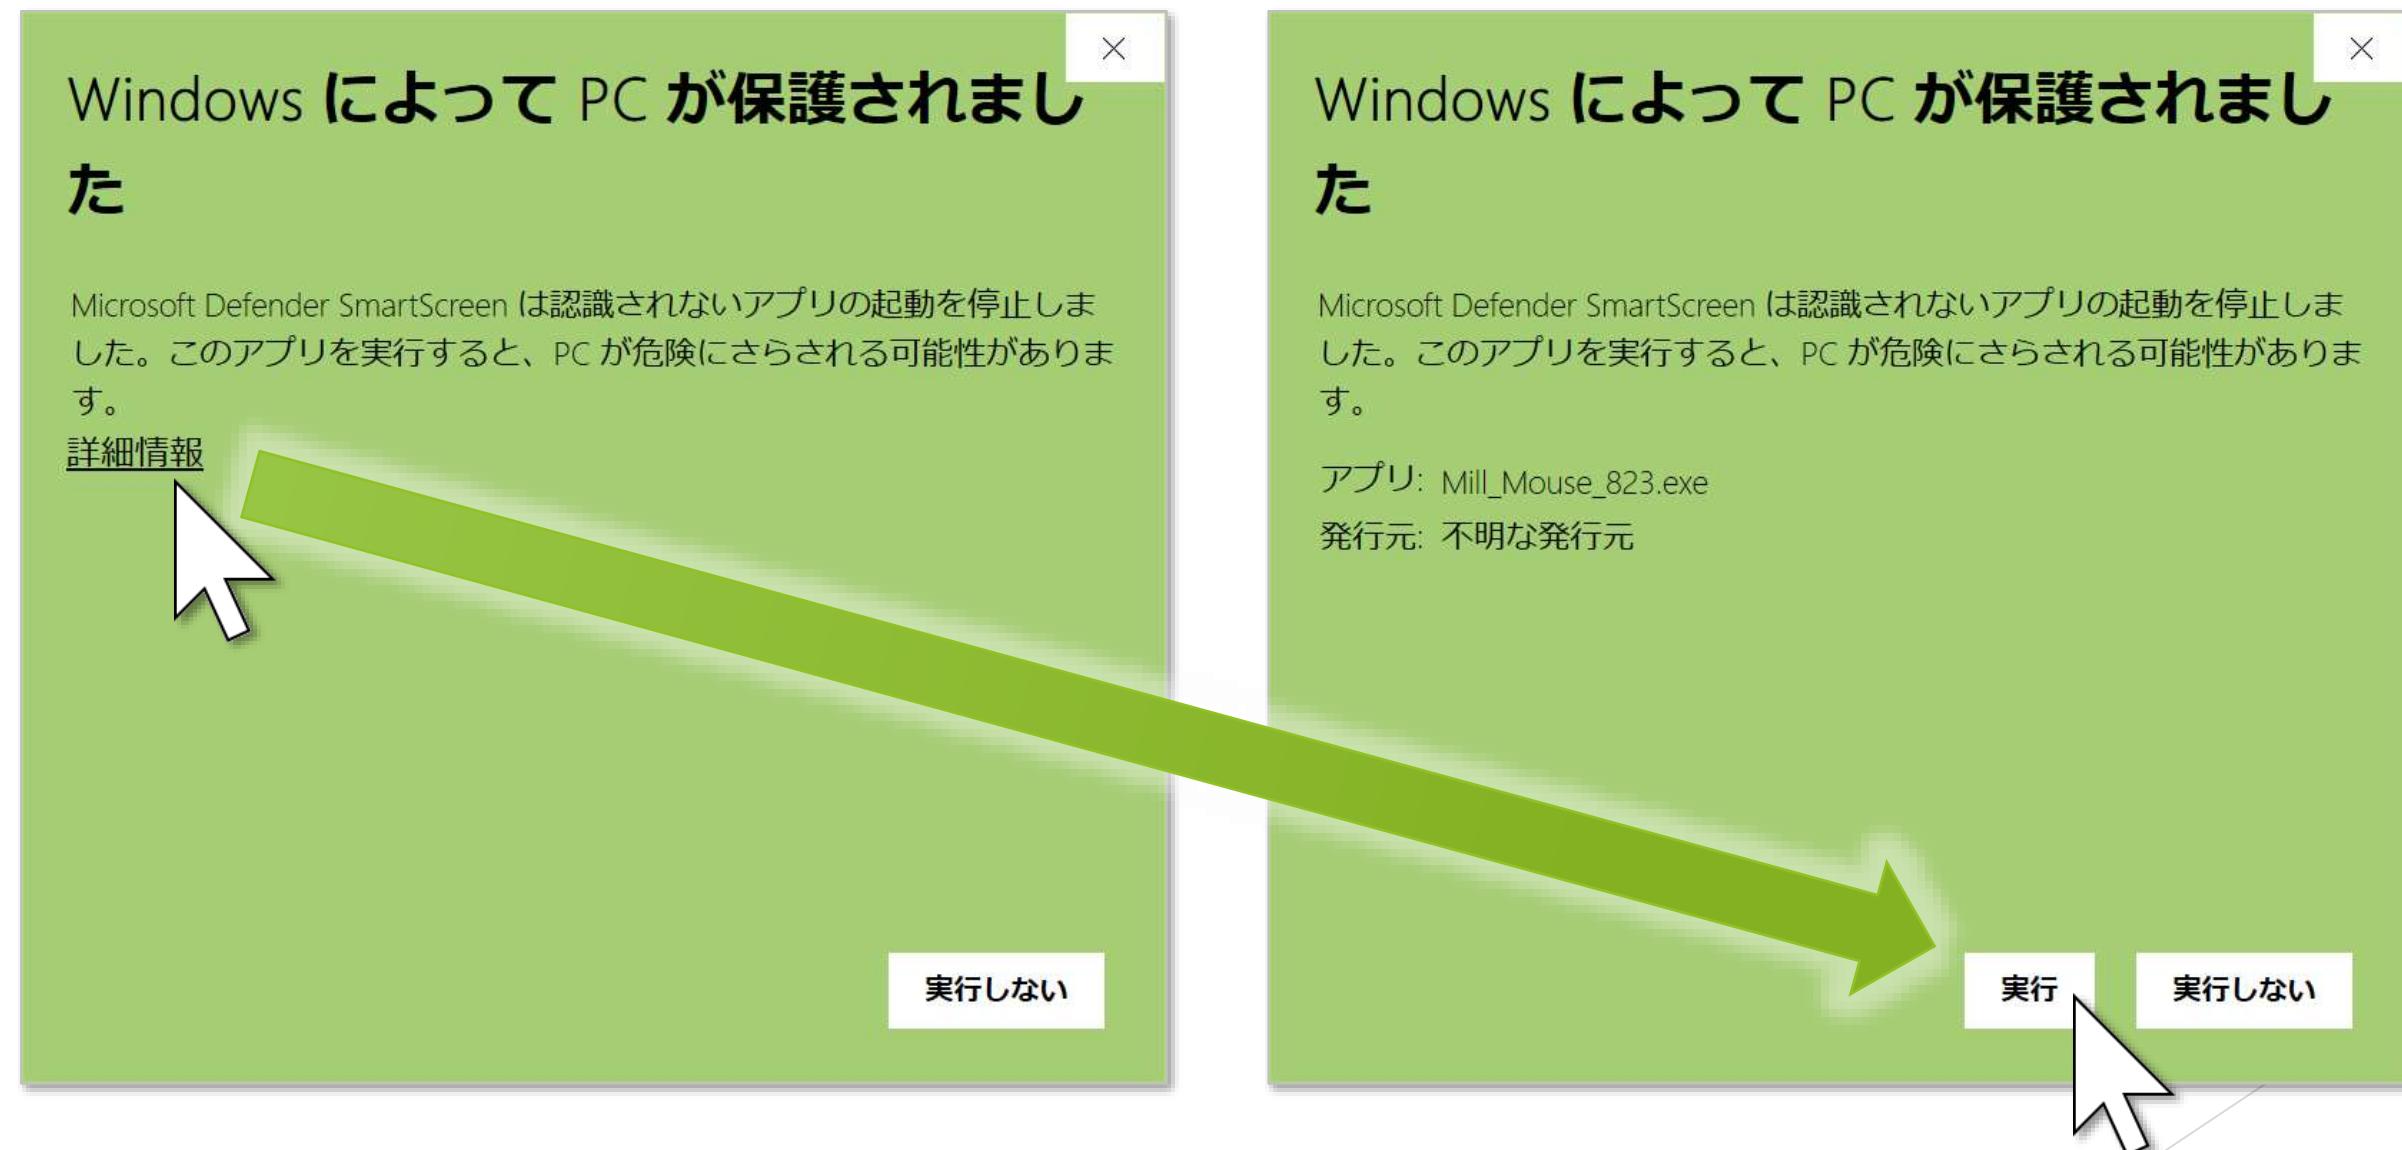 Windows によって PC が保護されまし
た
Microsoft Defender SmartScreen は認識されないアプリの起動を停止しま
した。このアプリを実行すると、PC が危険にさらされる可能性がありま
す。
詳細情報
実行しない
Windows によって PC が保護されまし
た
Microsoft Defender SmartScreen は認識されないアプリの起動を停止しま
した。このアプリを実行すると、PC が危険にさらされる可能性がありま
す。
アプリ: Mill_Mouse_823.exe
発行元: 不明な発行元
実行
実行しない